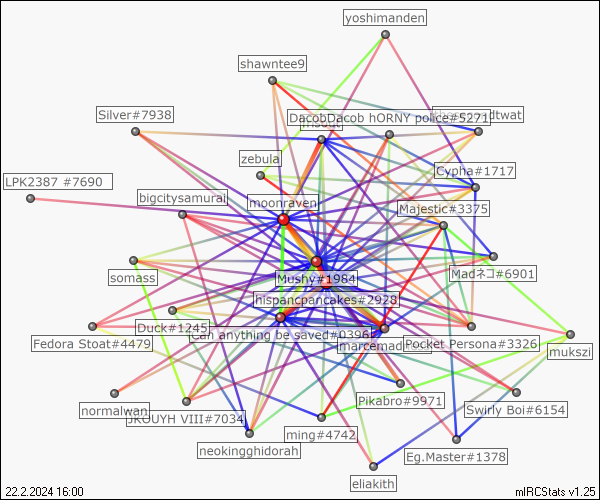 yoshimanden
shawntee9
Silver#7938
DacobDacob hORNY police#5271
zebula
Cypha#1717
LPK2387 #7690
bigcitysamurai
moonraven
Majestic#3375
somass
Mushy#1984
Madネコ#6901
hispancpancakes#2928
Duck#1245
Can anything be saved#0396
Fedora Stoat#4479
Pocket Persona#3326
mukszi
Pikabro#9971
normalwan
JKOUYH VIII#7034
Swirly Boi#6154
ming#4742
neokingghidorah
Eg.Master#1378
eliakith
22.2.2024 16:00
mIRCStats v1.25